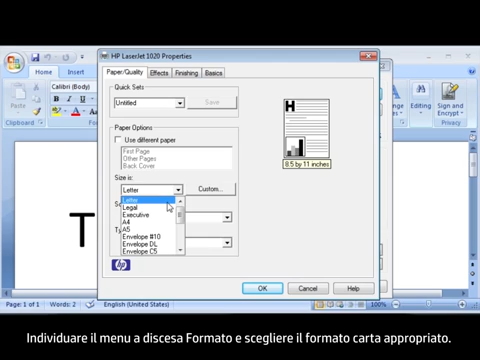 HP LaserJet 1020 Properties
Home
Insert
Paper/Quality
Effects
Finishing
Basics
Calibri (Body)
Paste
B I U
Clipboard
Editing
Sign and
Encrypt
Quick Sets
Untitled
Save
Paper Options
Use different paper
First Page
Other Pages
Back Cover
Size is:
Letter
Custom...
Letter
Legal
Executive
A4
A5
Envelope #10
Envelope DL
Envelope C5
H
8.5 by 11 inches
T
hp
OK
Cancel
Help
Page: 1 of 1
Words: 2
English (United States)
100%
Individuare il menu a discesa Formato e scegliere il formato carta appropriato.